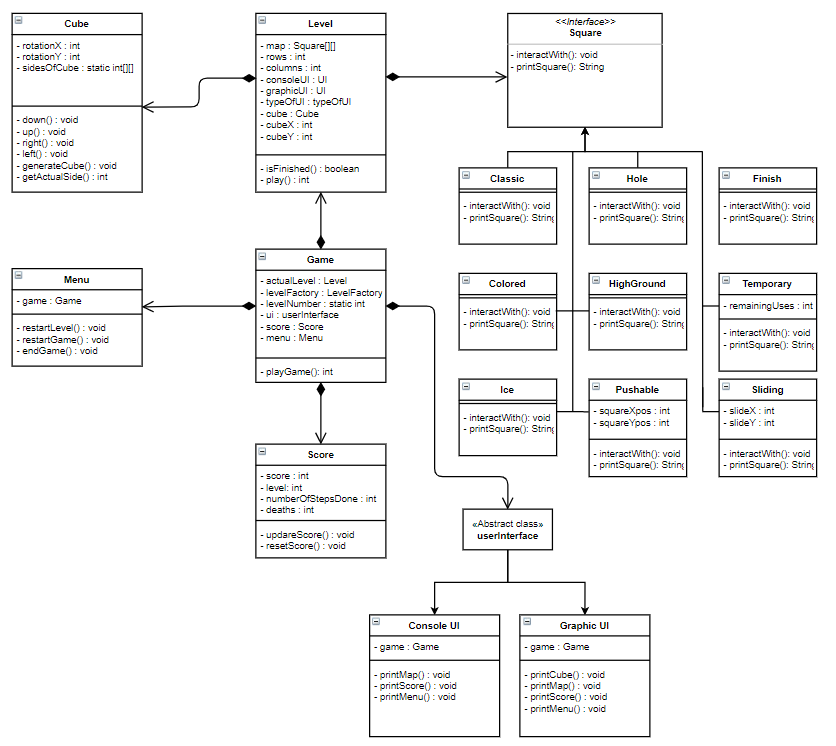 Cube
- rotationX : int
- rotationY : int
- sidesOfCube : static int[][]
- down() : void
- up() : void
- right() : void
- left() : void
- generateCube() : void
- getActualSide() : int
Level
- map : Square[][]
- rows : int
- columns : int
- consoleUI : UI
- graphicUI : UI
- typeOfUI : typeOfUI
- cube : Cube
- cubeX : int
- cubeY : int
- isFinished() : boolean
- play() : int
<<Interface>>
Square
- interactWith(): void
- printSquare(): String
Classic
- interactWith(): void
- printSquare(): String
Hole
- interactWith(): void
- printSquare(): String
Finish
- interactWith(): void
- printSquare(): String
Menu
- game : Game
- restartLevel() : void
- restartGame() : void
- endGame() : void
Game
- actualLevel : Level
- levelFactory : LevelFactory
- levelNumber : static int
- ui : userInterface
- score : Score
- menu : Menu
- playGame(): int
Colored
- interactWith(): void
- printSquare(): String
HighGround
- interactWith(): void
- printSquare(): String
Temporary
- remainingUses : int
- interactWith(): void
- printSquare(): String
Ice
- interactWith(): void
- printSquare(): String
Pushable
- squareXpos : int
- squareYpos : int
- interactWith(): void
- printSquare(): String
Sliding
- slideX : int
- slideY : int
- interactWith(): void
- printSquare(): String
Score
- score : int
- level: int
- numberOfStepsDone : int
- deaths : int
- updareScore() : void
- resetScore() : void
«Abstract class»
userInterface
Console UI
- game : Game
- printMap() : void
- printScore() : void
- printMenu() : void
Graphic UI
- game : Game
- printCube() : void
- printMap() : void
- printScore() : void
- printMenu() : void